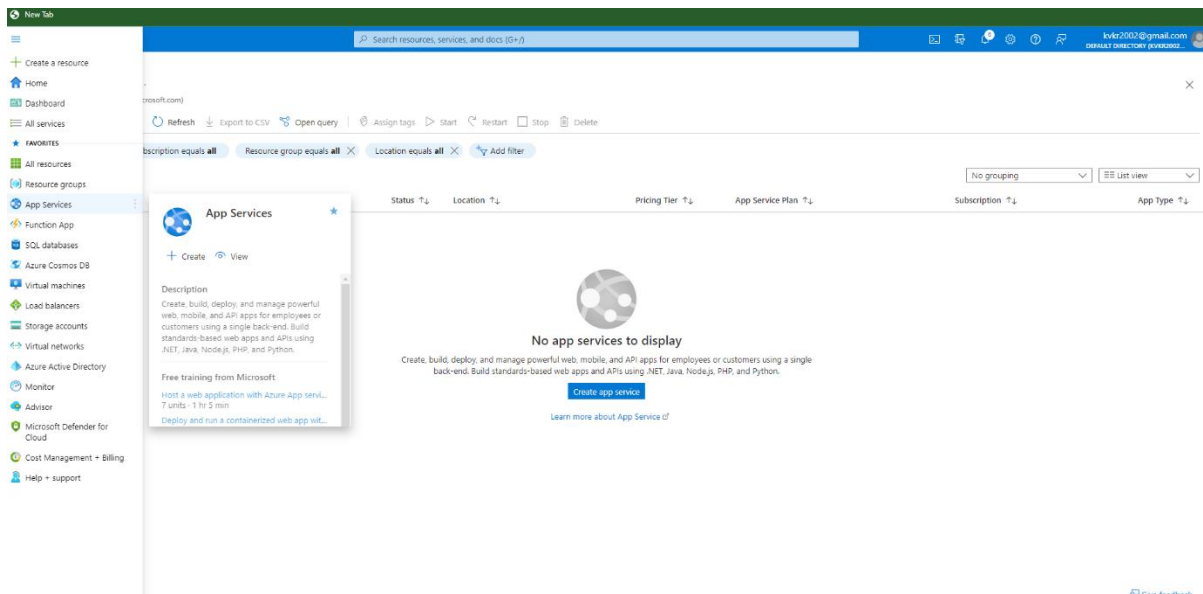 New Tab
Search resources, services, and docs (G+/)
kvkr2002@gmail.com
DEFAULT DIRECTORY (KVKR2002...
Create a resource
Home
Dashboard
All services
FAVORITES
All resources
Resource groups
App Services
Function App
SQL databases
Azure Cosmos DB
Virtual machines
Load balancers
Storage accounts
Virtual networks
Azure Active Directory
Monitor
Advisor
Microsoft Defender for
Cloud
Cost Management + Billing
Help + support
crosoft.com)
Refresh Export to CSV Open query Assign tags Start Restart Stop Delete
bscription equals all Resource group equals all Location equals all Add filter
No grouping List view
Status Location Pricing Tier App Service Plan Subscription App Type
App Services
Create View
Description
Create, build, deploy, and manage powerful
web, mobile, and API apps for employees or
customers using a single back-end. Build
standards-based web apps and APIs using
.NET, Java, Node.js, PHP, and Python.
Free training from Microsoft
Host a web application with Azure App servi...
7 units · 1 hr 5 min
Deploy and run a containerized web app wit...
No app services to display
Create, build, deploy, and manage powerful web, mobile, and API apps for employees or customers using a single
back-end. Build standards-based web apps and APIs using .NET, Java, Node.js, PHP, and Python.
Create app service
Learn more about App Service